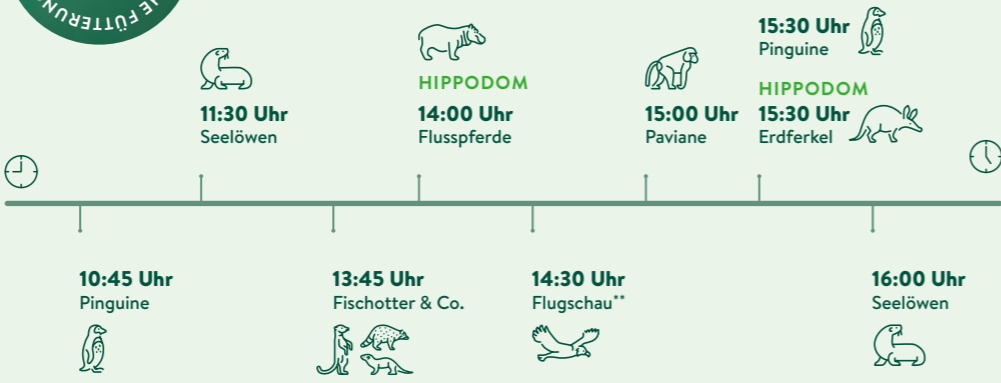 E FÜTTERUN
11:30 Uhr
Seelöwen
HIPPODOM
14:00 Uhr
Flusspferde
15:00 Uhr
Paviane
15:30 Uhr
Pinguine
HIPPODOM
15:30 Uhr
Erdferkel
10:45 Uhr
Pinguine
13:45 Uhr
Fischotter & Co.
14:30 Uhr
Flugschau**
16:00 Uhr
Seelöwen